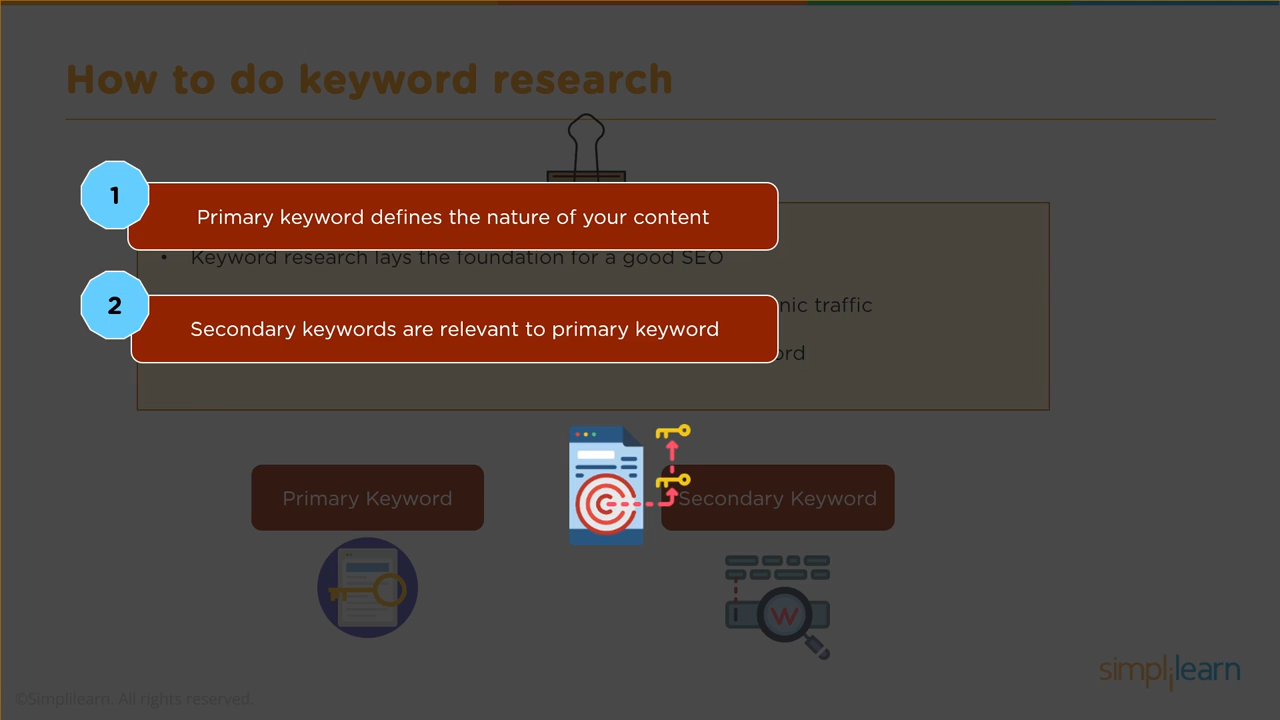 How to do keyword research
1
Primary keyword defines the nature of your content
• Keyword research lays the foundation for a good SEO
2
nic traffic
Secondary keywords are relevant to primary keyword
ord
Primary Keyword
Secondary Keyword
W
simplilearn
©Simplilearn. All rights reserved.